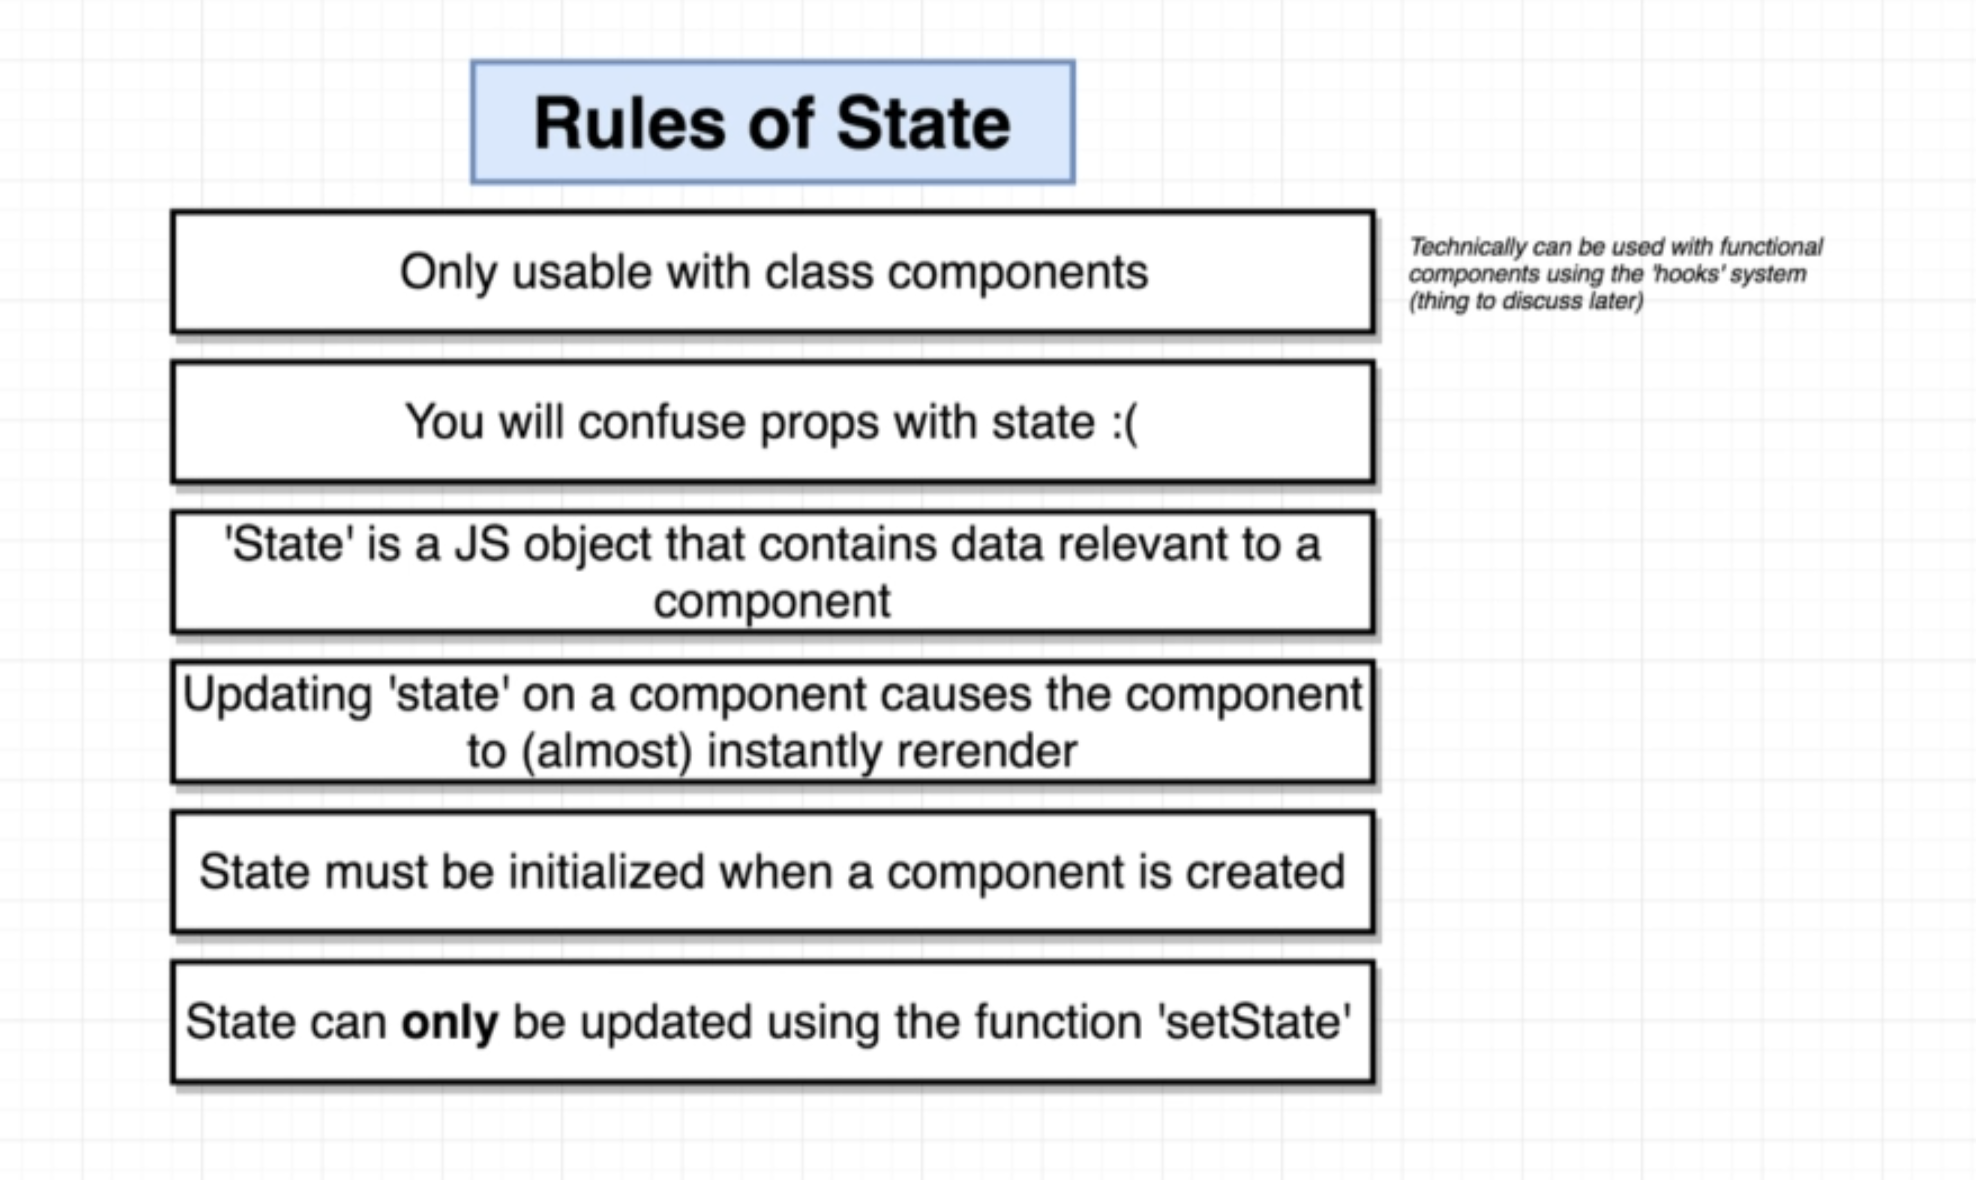 Rules of State
Only usable with class components
Technically can be used with functional
components using the 'hooks' system
(thing to discuss later)
You will confuse props with state :(
'State' is a JS object that contains data relevant to a
component
Updating 'state' on a component causes the component
to (almost) instantly rerender
State must be initialized when a component is created
State can only be updated using the function 'setState'